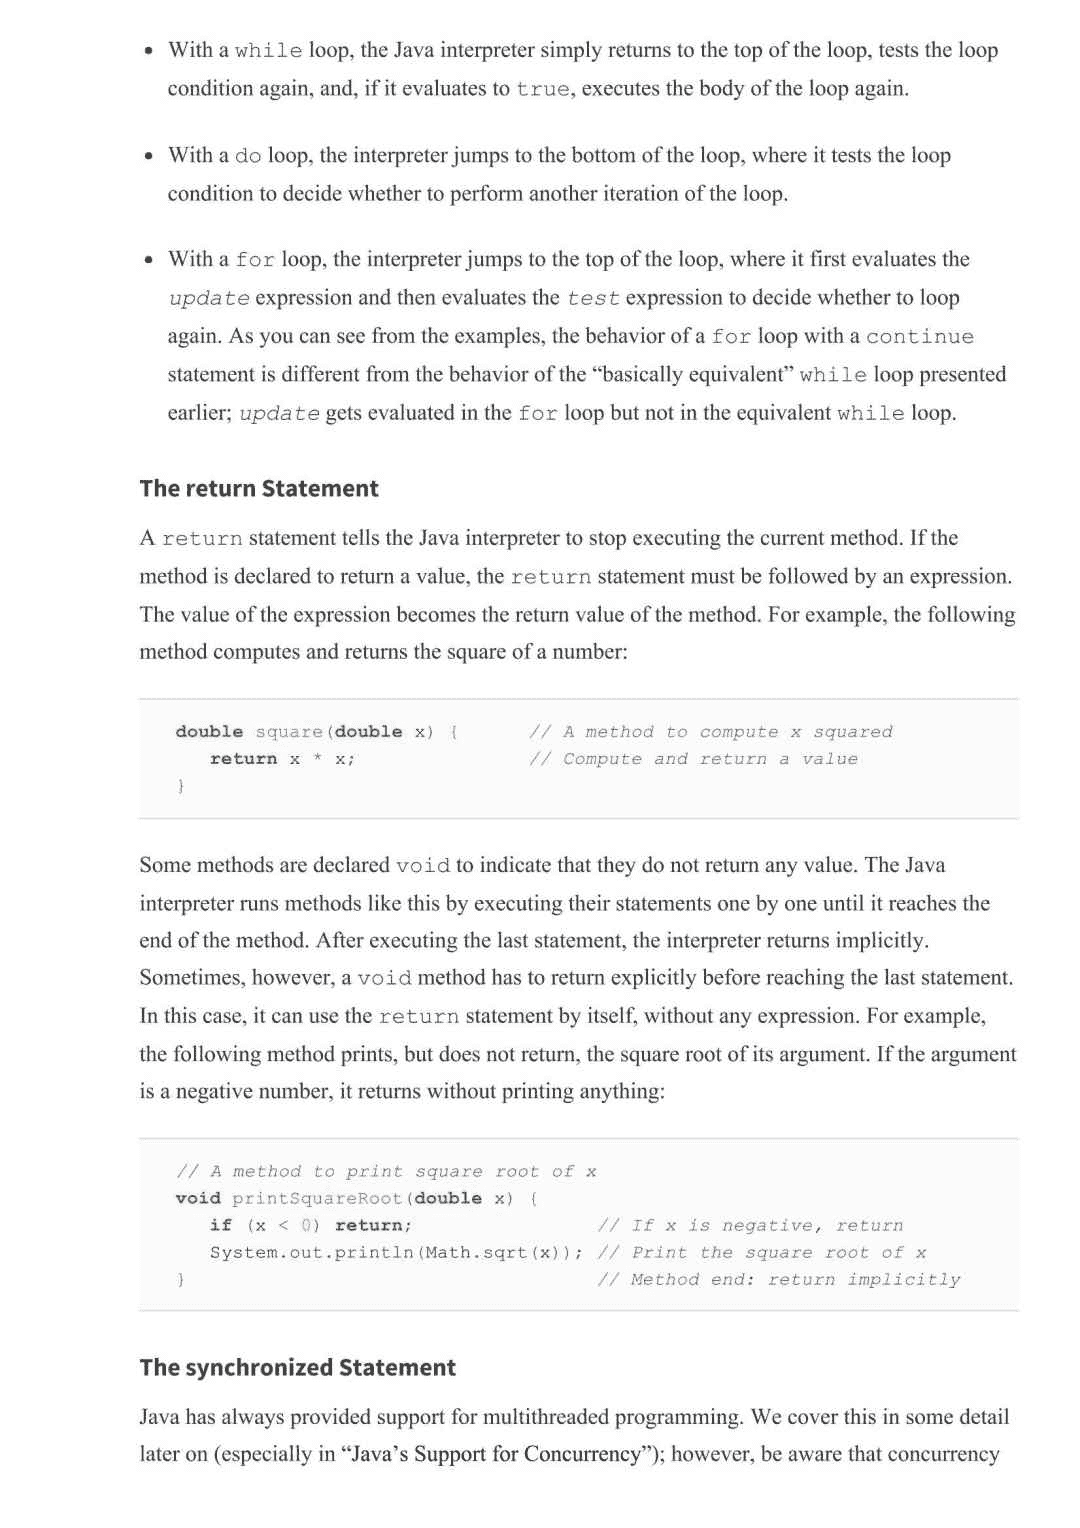 • With a while loop, the Java interpreter simply returns to the top of the loop, tests the loop
condition again, and, if it evaluates to true, executes the body of the loop again.
• With a do loop, the interpreter jumps to the bottom of the loop, where it tests the loop
condition to decide whether to perform another iteration of the loop.
• With a for loop, the interpreter jumps to the top of the loop, where it first evaluates the
update expression and then evaluates the test expression to decide whether to loop
again. As you can see from the examples, the behavior of a for loop with a continue
statement is different from the behavior of the “basically equivalent” while loop presented
earlier; update gets evaluated in the for loop but not in the equivalent while loop.
The return Statement
A return statement tells the Java interpreter to stop executing the current method. If the
method is declared to return a value, the return statement must be followed by an expression.
The value of the expression becomes the return value of the method. For example, the following
method computes and returns the square of a number:
double square(double x) {      // A method to compute x squared
   return x * x;               // Compute and return a value
}
Some methods are declared void to indicate that they do not return any value. The Java
interpreter runs methods like this by executing their statements one by one until it reaches the
end of the method. After executing the last statement, the interpreter returns implicitly.
Sometimes, however, a void method has to return explicitly before reaching the last statement.
In this case, it can use the return statement by itself, without any expression. For example,
the following method prints, but does not return, the square root of its argument. If the argument
is a negative number, it returns without printing anything:
// A method to print square root of x
void printSquareRoot(double x) {
   if (x < 0) return;                // If x is negative, return
   System.out.println(Math.sqrt(x)); // Print the square root of x
}                                    // Method end: return implicitly
The synchronized Statement
Java has always provided support for multithreaded programming. We cover this in some detail
later on (especially in “Java’s Support for Concurrency”); however, be aware that concurrency